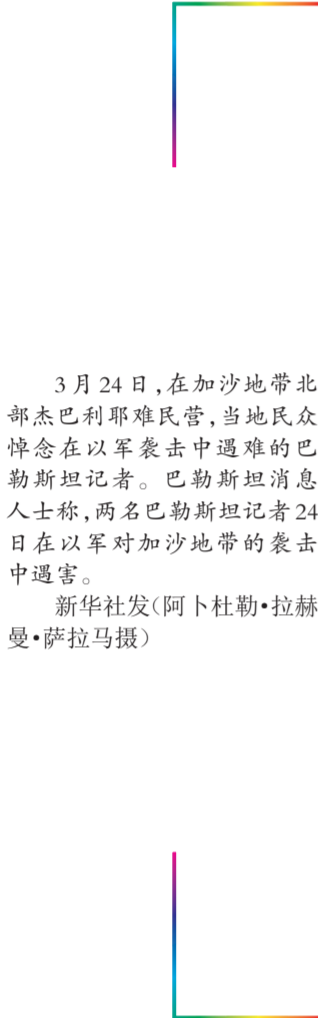 3月24日,在加沙地带北
部杰巴利耶难民营,当地民众
悼念在以军袭击中遇难的巴
勒斯坦记者。巴勒斯坦消息
人士称,两名巴勒斯坦记者24
日在以军对加沙地带的袭击
中遇害。
新华社发(阿卜杜勒•拉赫
曼•萨拉马摄)